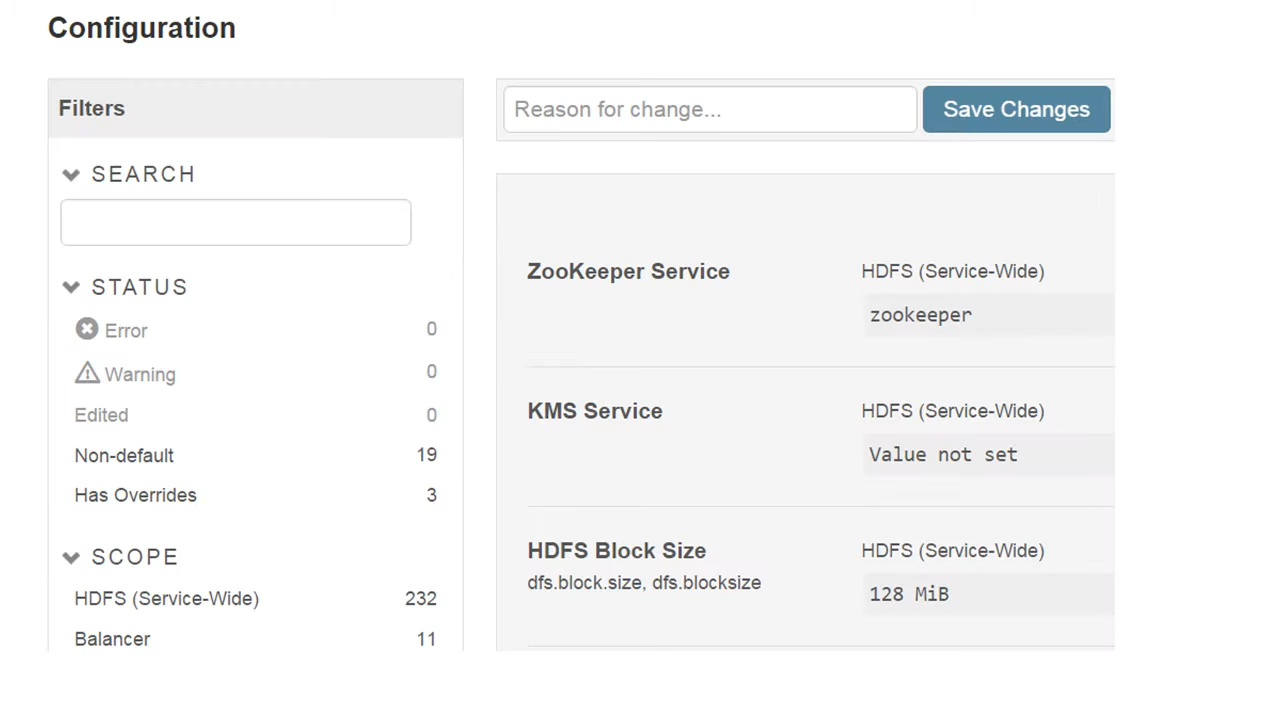 Configuration
Filters
SEARCH
STATUS
Error 0
Warning 0
Edited 0
Non-default 19
Has Overrides 3
SCOPE
HDFS (Service-Wide) 232
Balancer 11
Reason for change...
Save Changes
ZooKeeper Service
HDFS (Service-Wide)
zookeeper
KMS Service
HDFS (Service-Wide)
Value not set
HDFS Block Size
dfs.block.size, dfs.blocksize
HDFS (Service-Wide)
128 MiB